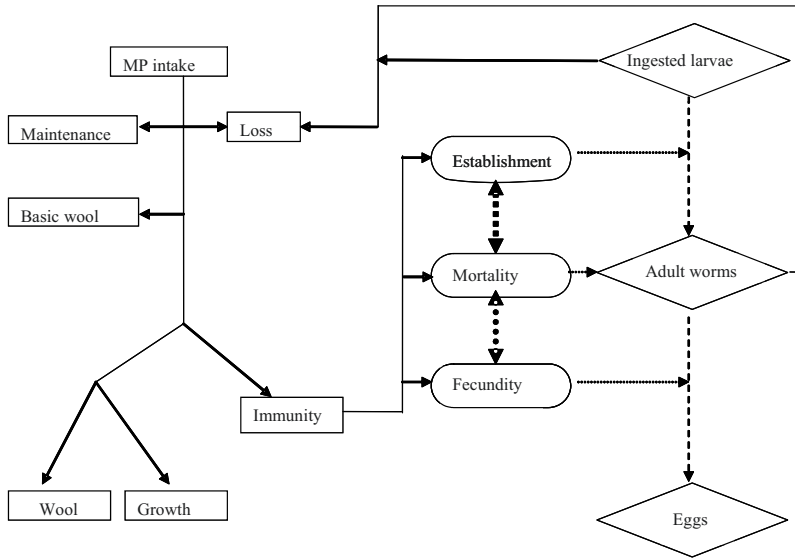 MP intake
Ingested larvae
Maintenance
Loss
Establishment
Basic wool
Mortality
Adult worms
Fecundity
Immunity
Wool
Growth
Eggs